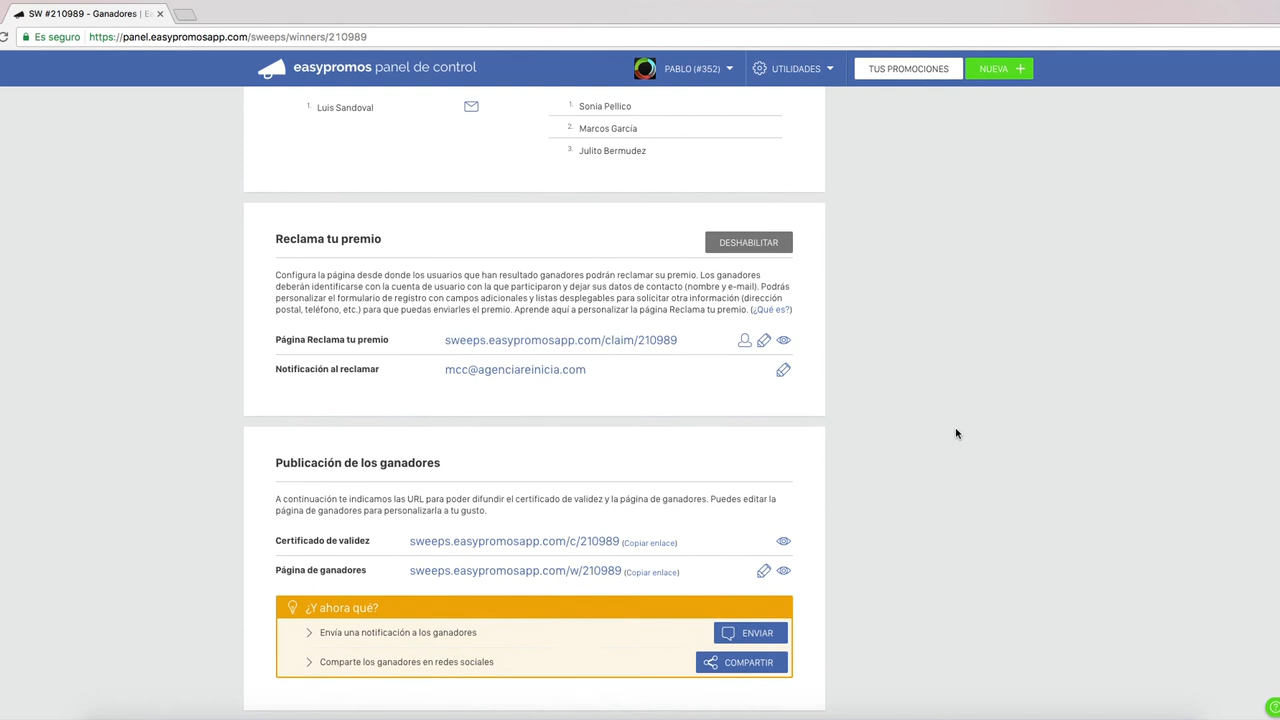 SW #210989 - Ganadores | E
Es seguro https://panel.easypromosapp.com/sweeps/winners/210989
easypromos panel de control
PABLO (#352)
UTILIDADES
TUS PROMOCIONES
NUEVA +
1. Luis Sandoval
1. Sonia Pellico
2. Marcos García
3. Julito Bermudez
Reclama tu premio
DESHABILITAR
Configura la página desde donde los usuarios que han resultado ganadores podrán reclamar su premio. Los ganadores
deberán identificarse con la cuenta de usuario con la que participaron y dejar sus datos de contacto (nombre y e-mail). Podrás
personalizar el formulario de registro con campos adicionales y listas desplegables para solicitar otra información (dirección
postal, teléfono, etc.) para que puedas enviarles el premio. Aprende aquí a personalizar la página Reclama tu premio. (¿Qué es?)
Página Reclama tu premio sweeps.easypromosapp.com/claim/210989
Notificación al reclamar mcc@agenciareinicia.com
Publicación de los ganadores
A continuación te indicamos las URL para poder difundir el certificado de validez y la página de ganadores. Puedes editar la
página de ganadores para personalizarla a tu gusto.
Certificado de validez sweeps.easypromosapp.com/c/210989 (Copiar enlace)
Página de ganadores sweeps.easypromosapp.com/w/210989 (Copiar enlace)
¿Y ahora qué?
Envía una notificación a los ganadores ENVIAR
Comparte los ganadores en redes sociales COMPARTIR